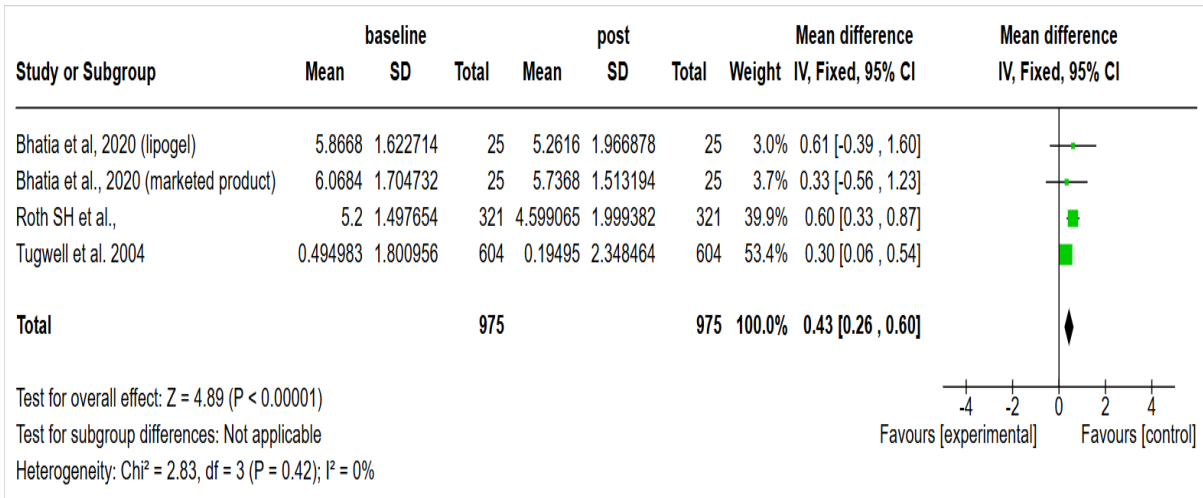 baseline post Mean difference Mean difference
Study or Subgroup Mean SD Total Mean SD Total Weight IV, Fixed, 95% CI IV, Fixed, 95% CI
Bhatia et al, 2020 (lipogel) 5.8668 1.622714 25 5.2616 1.966878 25 3.0% 0.61 [-0.39 , 1.60]
Bhatia et al., 2020 (marketed product) 6.0684 1.704732 25 5.7368 1.513194 25 3.7% 0.33 [-0.56 , 1.23]
Roth SH et al., 5.2 1.497654 321 4.599065 1.999382 321 39.9% 0.60 [0.33 , 0.87]
Tugwell et al. 2004 0.494983 1.800956 604 0.19495 2.348464 604 53.4% 0.30 [0.06 , 0.54]
Total 975 975 100.0% 0.43 [0.26 , 0.60]
Test for overall effect: Z = 4.89 (P < 0.00001)
Test for subgroup differences: Not applicable
Heterogeneity: Chi² = 2.83, df = 3 (P = 0.42); I² = 0%
-4 -2 0 2 4
Favours [experimental] Favours [control]